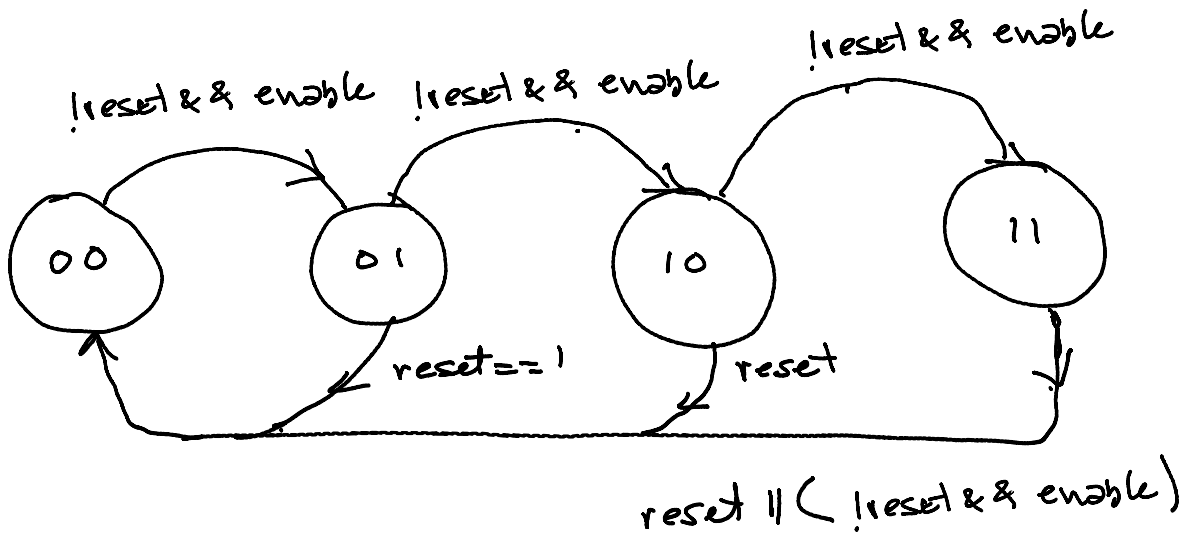 !reset && enable
!reset && enable
!reset && enable
00
01
10
11
reset==1
reset
reset || ( !reset && enable)